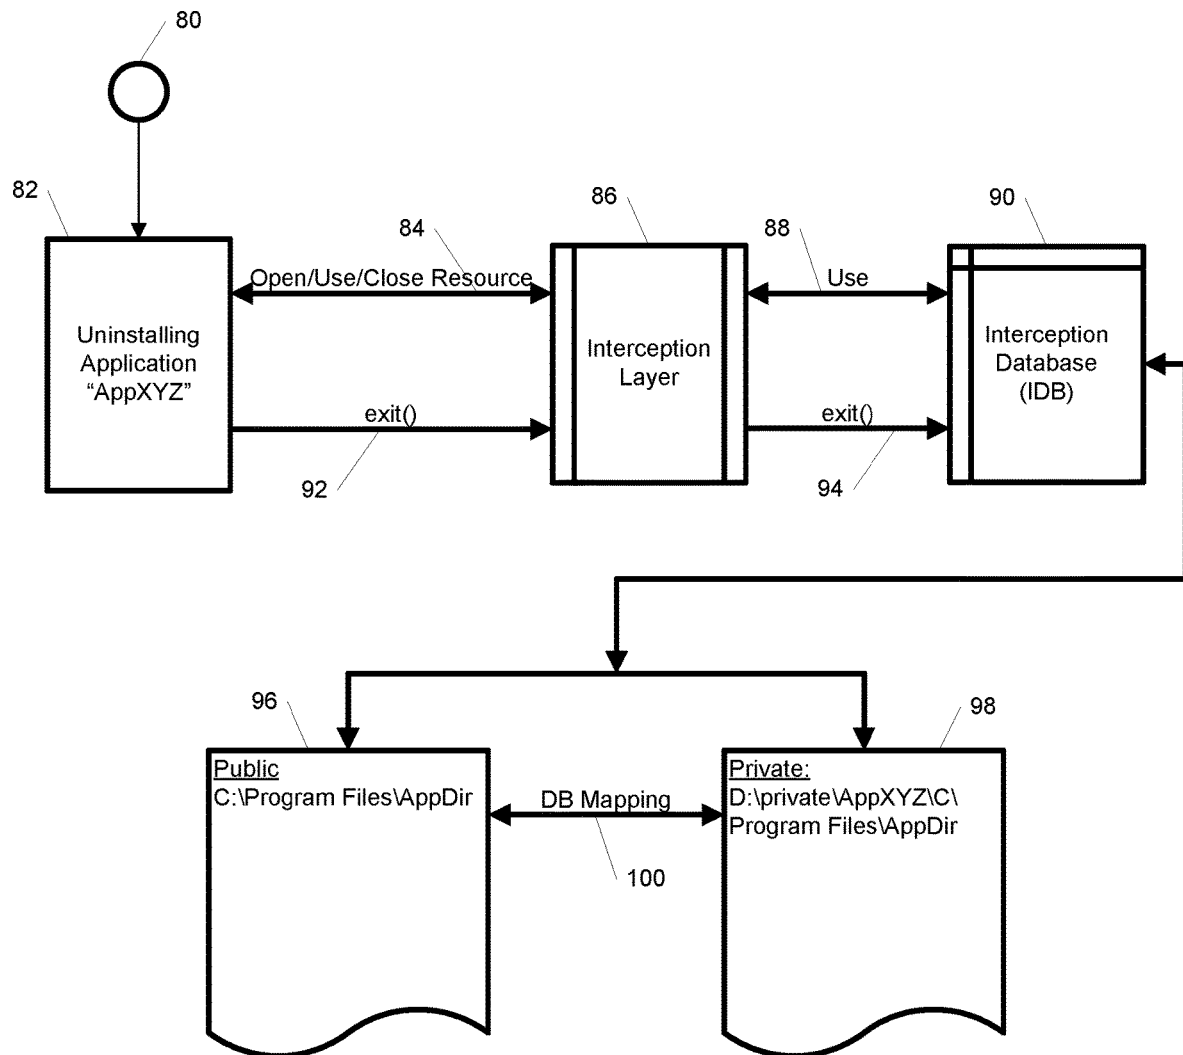 80
82
84
86
88
90
Open/Use/Close Resource
Use
Uninstalling
Application
“AppXYZ”
Interception
Layer
Interception
Database
(IDB)
exit()
exit()
92
94
96
98
Public
C:\Program Files\AppDir
DB Mapping
100
Private:
D:\private\AppXYZ\C\
Program Files\AppDir